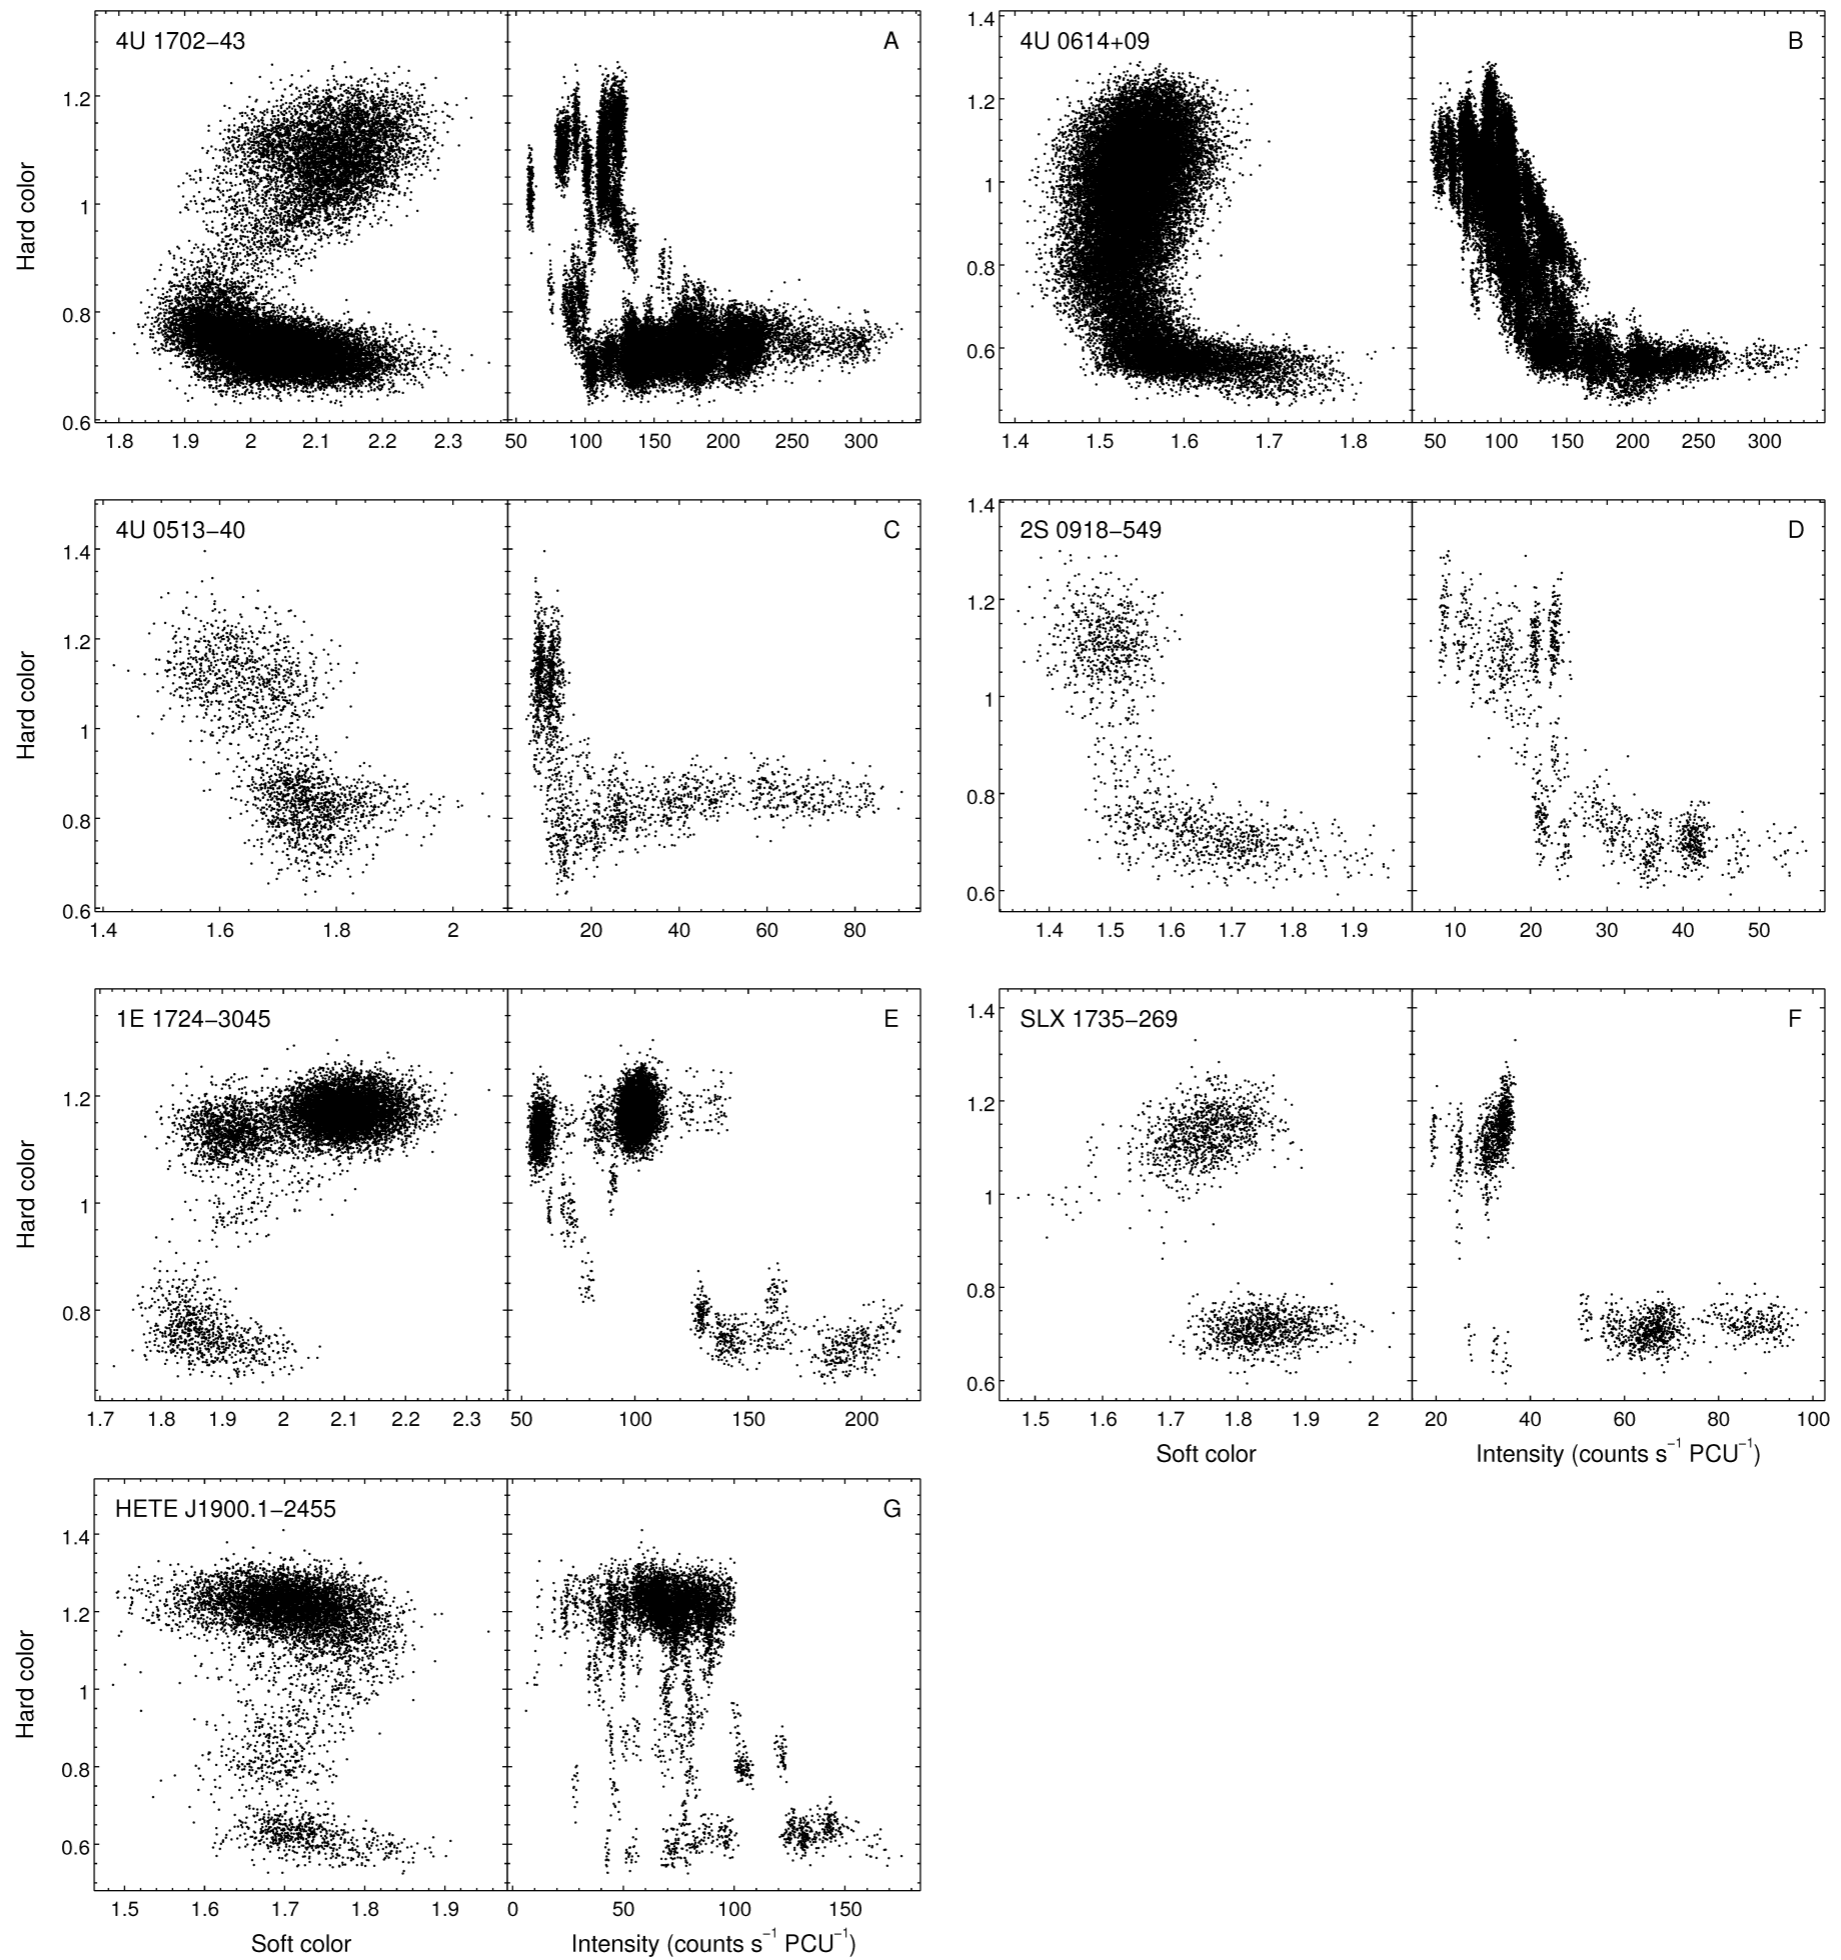 4U 1702−43
A
4U 0614+09
B
Hard color
0.6
0.8
1
1.2
1.8 1.9 2 2.1 2.2 2.3
50 100 150 200 250 300
0.6
0.8
1
1.2
1.4
1.4 1.5 1.6 1.7 1.8
50 100 150 200 250 300
4U 0513−40
C
2S 0918−549
D
Hard color
0.6
0.8
1
1.2
1.4
1.4 1.6 1.8 2
20 40 60 80
0.6
0.8
1
1.2
1.4
1.4 1.5 1.6 1.7 1.8 1.9
10 20 30 40 50
1E 1724−3045
E
SLX 1735−269
F
Hard color
0.8
1
1.2
1.7 1.8 1.9 2 2.1 2.2 2.3
50 100 150 200
0.6
0.8
1
1.2
1.4
1.5 1.6 1.7 1.8 1.9 2
20 40 60 80 100
Soft color
Intensity (counts s⁻¹ PCU⁻¹)
HETE J1900.1−2455
G
Hard color
0.6
0.8
1
1.2
1.4
1.5 1.6 1.7 1.8 1.9
0 50 100 150
Soft color
Intensity (counts s⁻¹ PCU⁻¹)